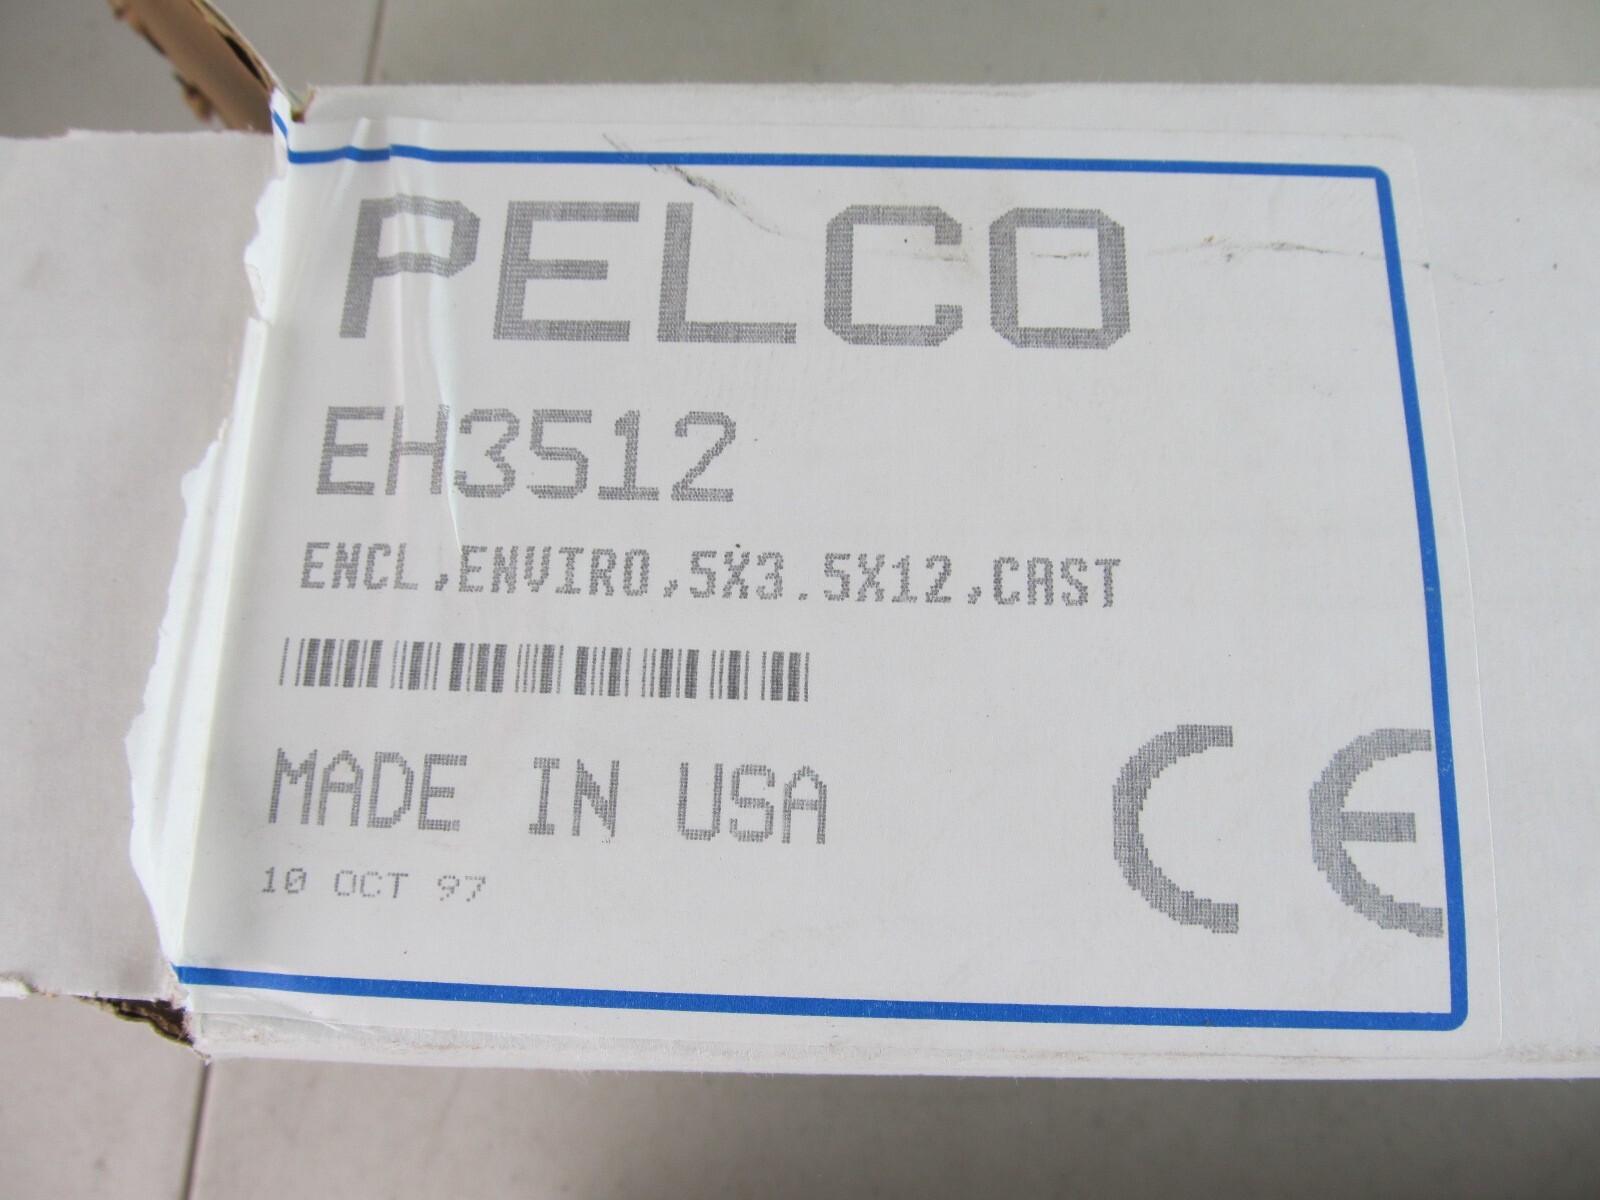 PELCO
EH3512
ENCL,ENVIRO,5X3.5X12,CAST
MADE IN USA
10 OCT 97
CE